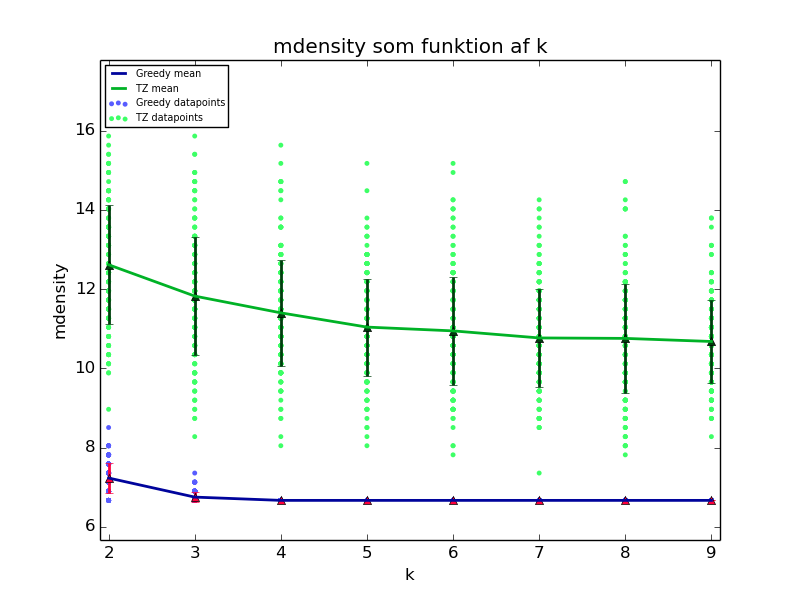 mdensity som funktion af k
Greedy mean
TZ mean
Greedy datapoints
TZ datapoints
16
14
12
10
8
6
mdensity
2 3 4 5 6 7 8 9
k